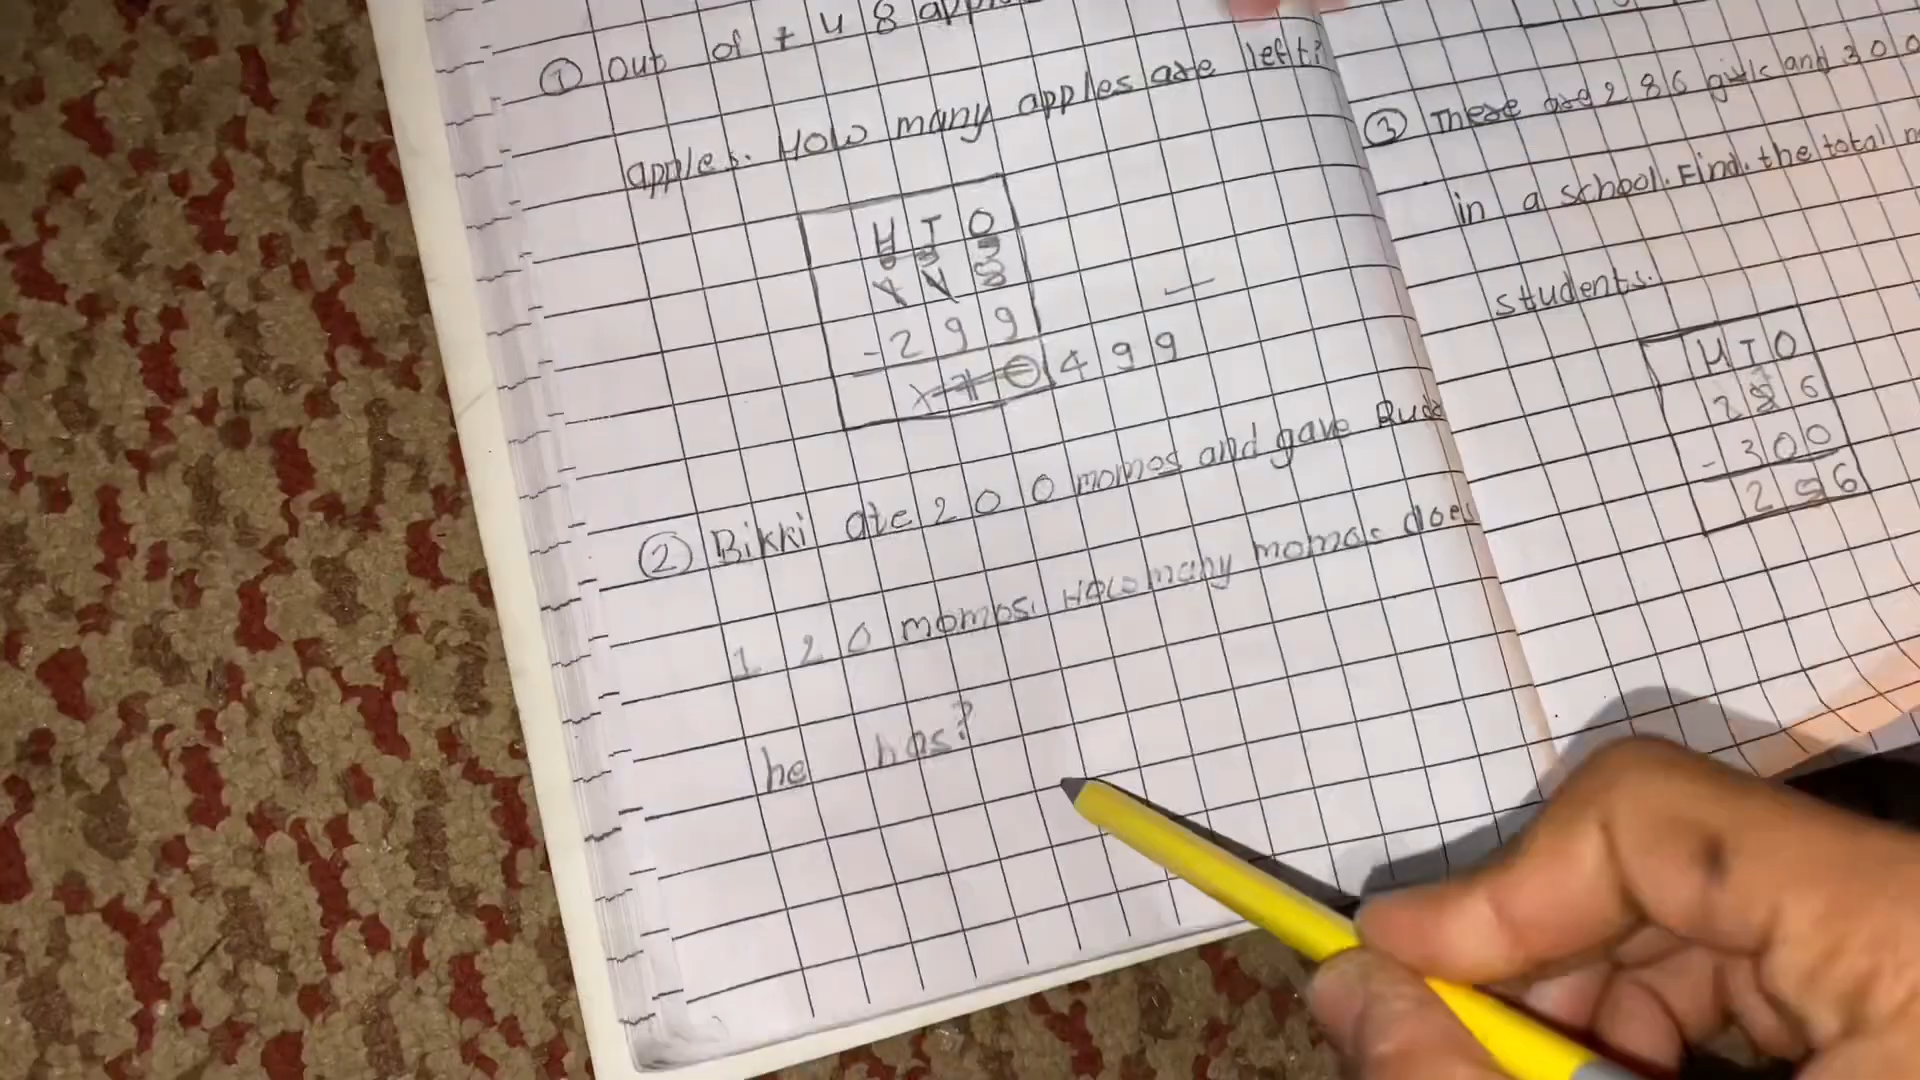 ① out of 7 4 8
apples. How many apples are left?
H T O
- 2 9 9
4 9 9
② Bikki ate 2 0 0 momos and gave
1 2 0 momos. How many momos does
he has?
③ There are 2 8 6 girls and 3 0 0
in a school. Find. the total
students.
H T O
2 8 6
- 3 0 0
2 8 6